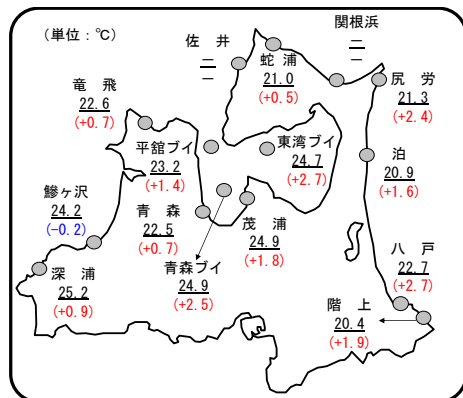 (単位：℃)
佐　井
二
一
関根浜
二
一
蛇　浦
21.0
(+0.5)
尻　労
21.3
(+2.4)
竜　飛
22.6
(+0.7)
平舘ブイ
23.2
(+1.4)
東湾ブイ
24.7
(+2.7)
泊
20.9
(+1.6)
鰺ヶ沢
24.2
(-0.2)
青　森
22.5
(+0.7)
茂　浦
24.9
(+1.8)
八　戸
22.7
(+2.7)
深　浦
25.2
(+0.9)
青森ブイ
24.9
(+2.5)
階　上
20.4
(+1.9)